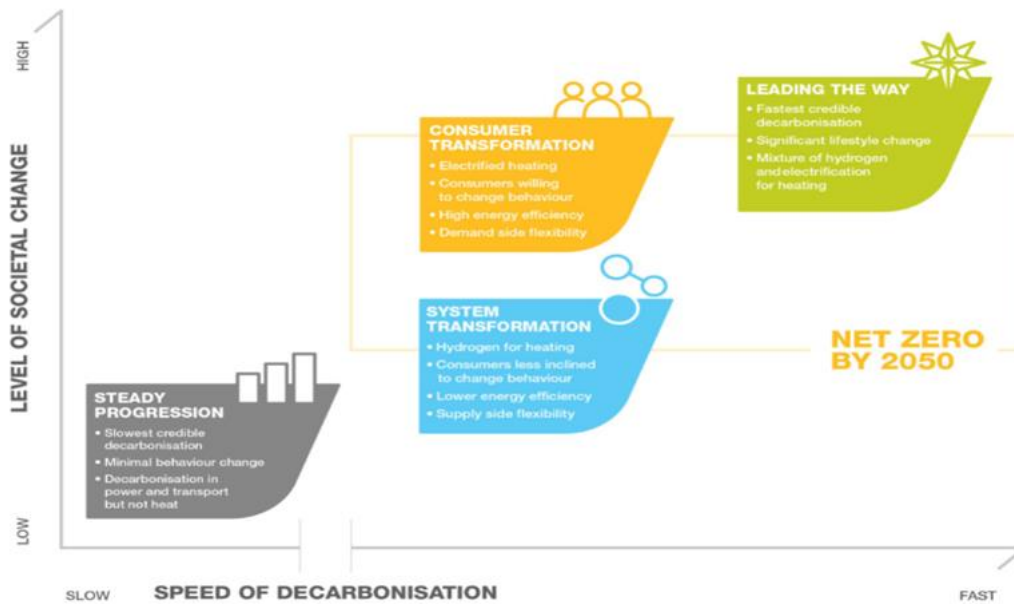 HIGH
LEVEL OF SOCIETAL CHANGE
LOW
LEADING THE WAY
• Fastest credible
decarbonisation
• Significant lifestyle change
• Mixture of hydrogen
and electrification
for heating
CONSUMER
TRANSFORMATION
• Electrified heating
• Consumers willing
to change behaviour
• High energy efficiency
• Demand side flexibility
SYSTEM
TRANSFORMATION
• Hydrogen for heating
• Consumers less inclined
to change behaviour
• Lower energy efficiency
• Supply side flexibility
NET ZERO
BY 2050
STEADY
PROGRESSION
• Slowest credible
decarbonisation
• Minimal behaviour change
• Decarbonisation in
power and transport
but not heat
SLOW
SPEED OF DECARBONISATION
FAST